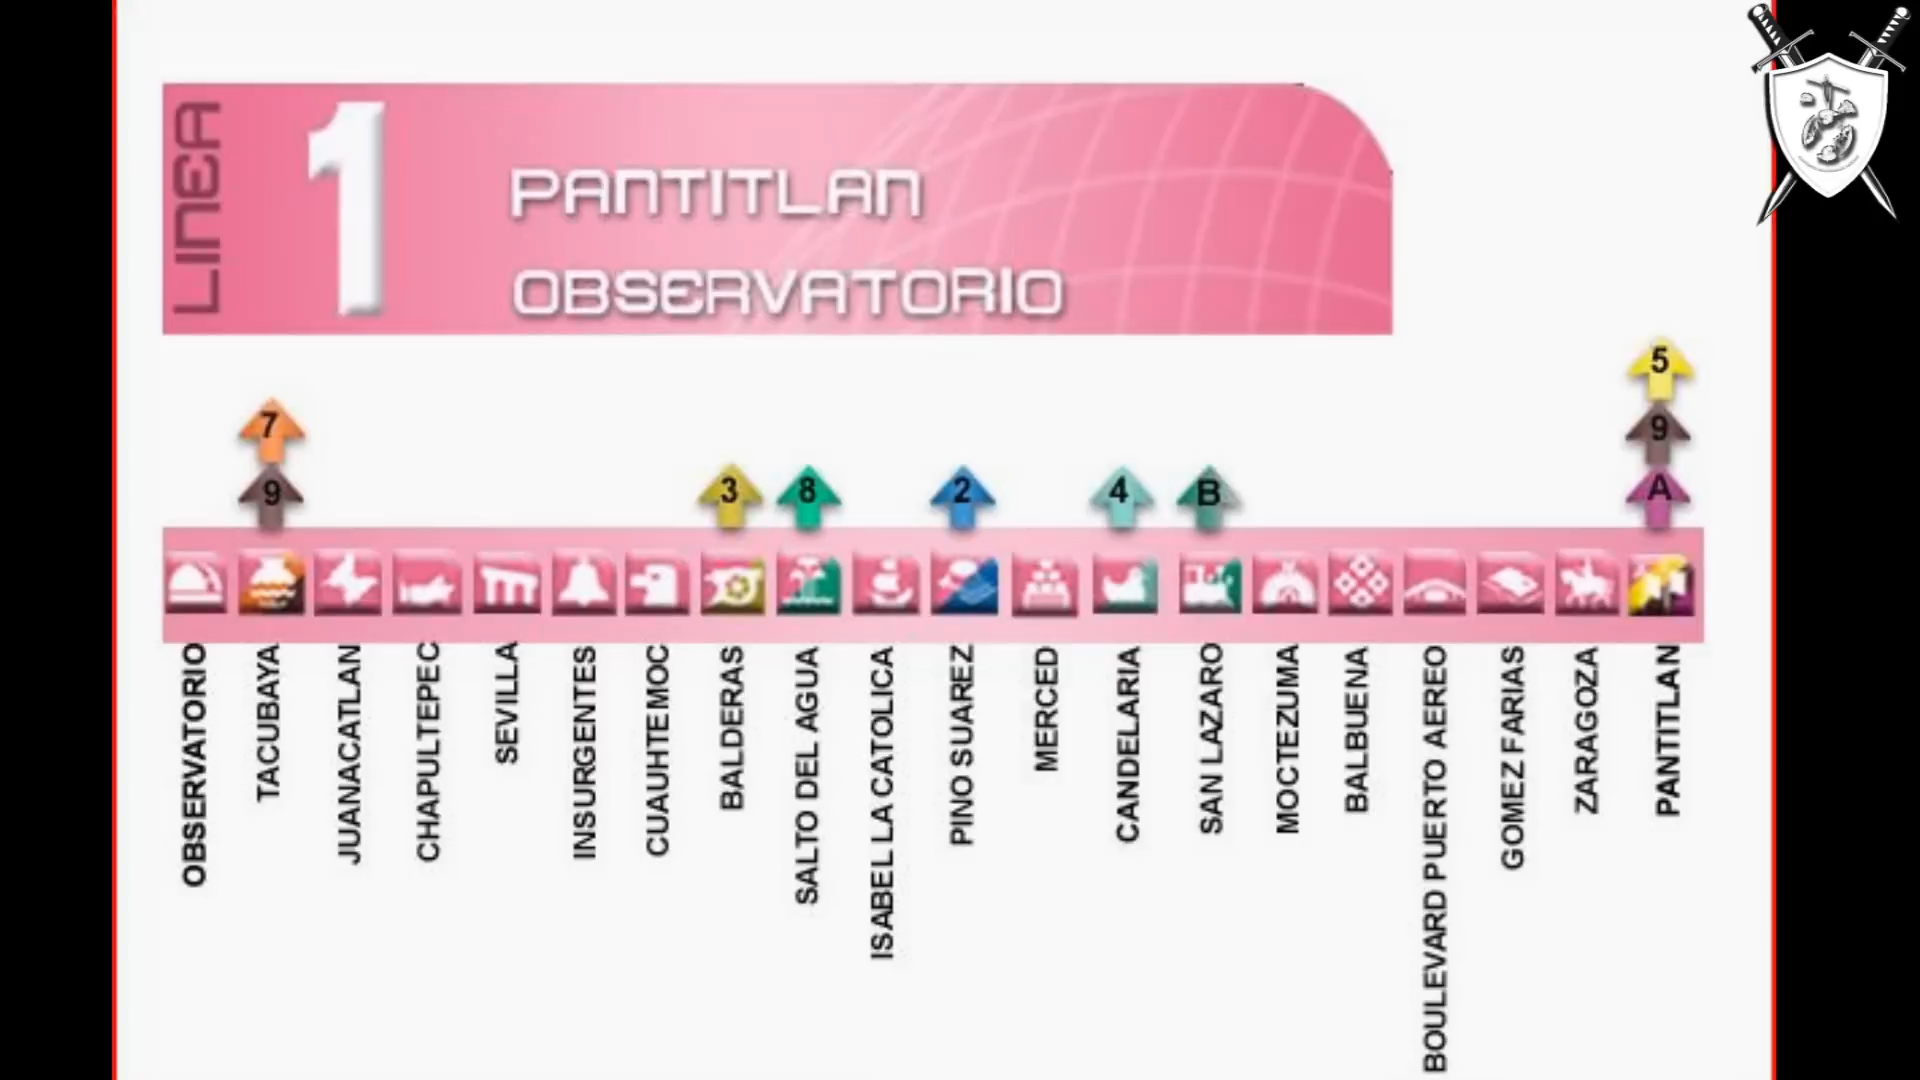 LINEA
1
PANTITLAN
OBSERVATORIO
5
7
9
9
3
8
2
4
B
A
OBSERVATORIO
TACUBAYA
JUANACATLAN
CHAPULTEPEC
SEVILLA
INSURGENTES
CUAUHTEMOC
BALDERAS
SALTO DEL AGUA
ISABEL LA CATOLICA
PINO SUAREZ
MERCED
CANDELARIA
SAN LAZARO
MOCTEZUMA
BALBUENA
BOULEVARD PUERTO AEREO
GOMEZ FARIAS
ZARAGOZA
PANTITLAN